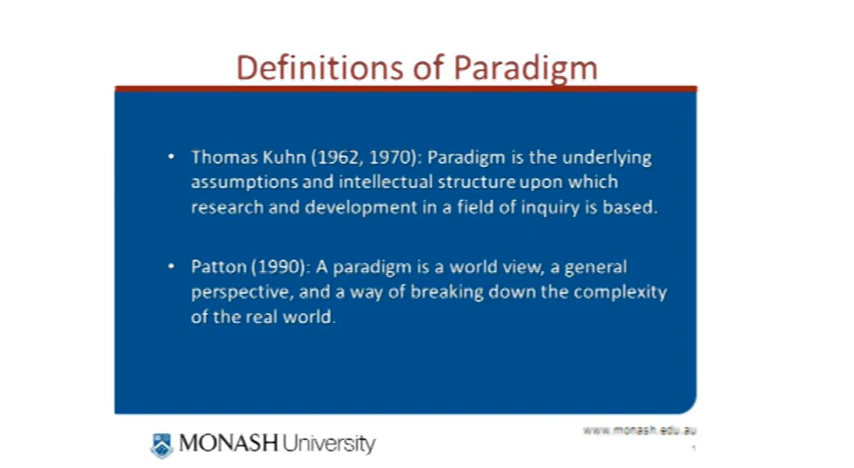 Definitions of Paradigm
• Thomas Kuhn (1962, 1970): Paradigm is the underlying
assumptions and intellectual structure upon which
research and development in a field of inquiry is based.
• Patton (1990): A paradigm is a world view, a general
perspective, and a way of breaking down the complexity
of the real world.
www.monash.edu.au
MONASH University
1